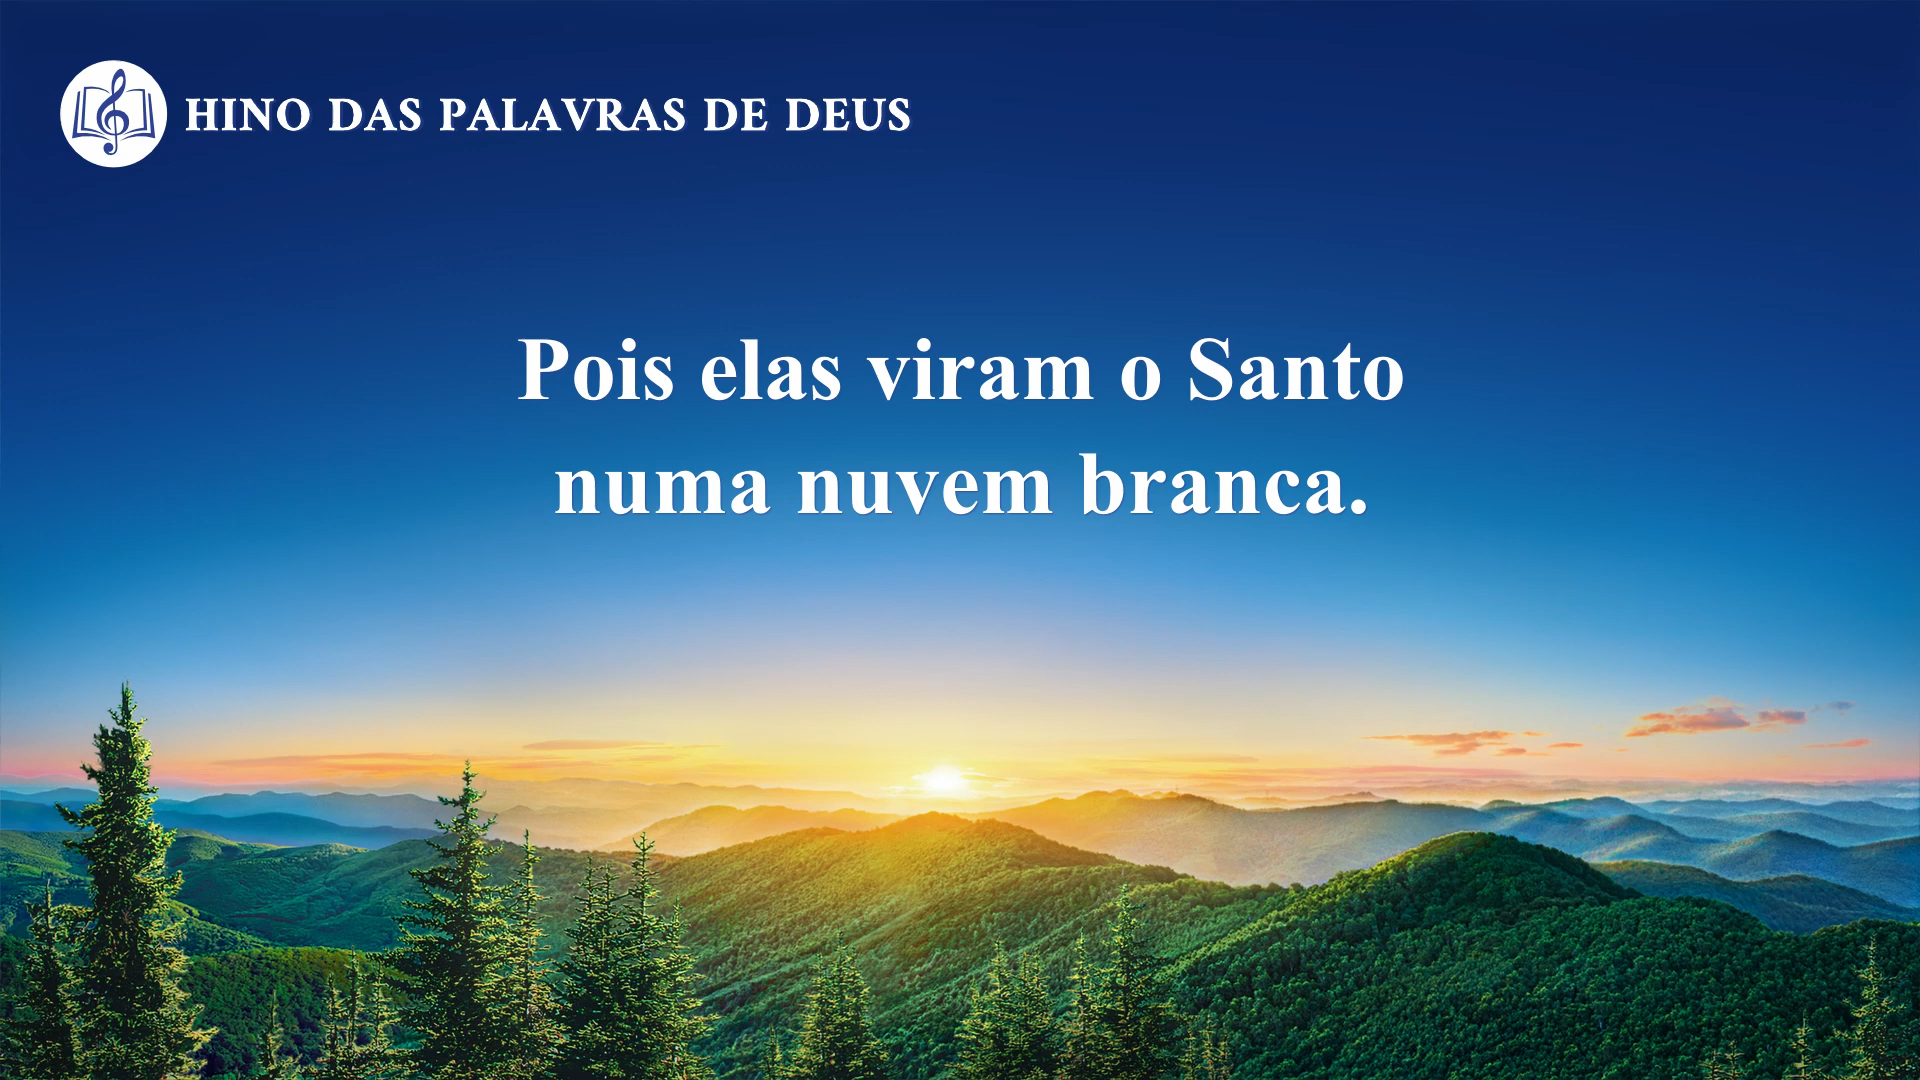 HINO DAS PALAVRAS DE DEUS
Pois elas viram o Santo
numa nuvem branca.